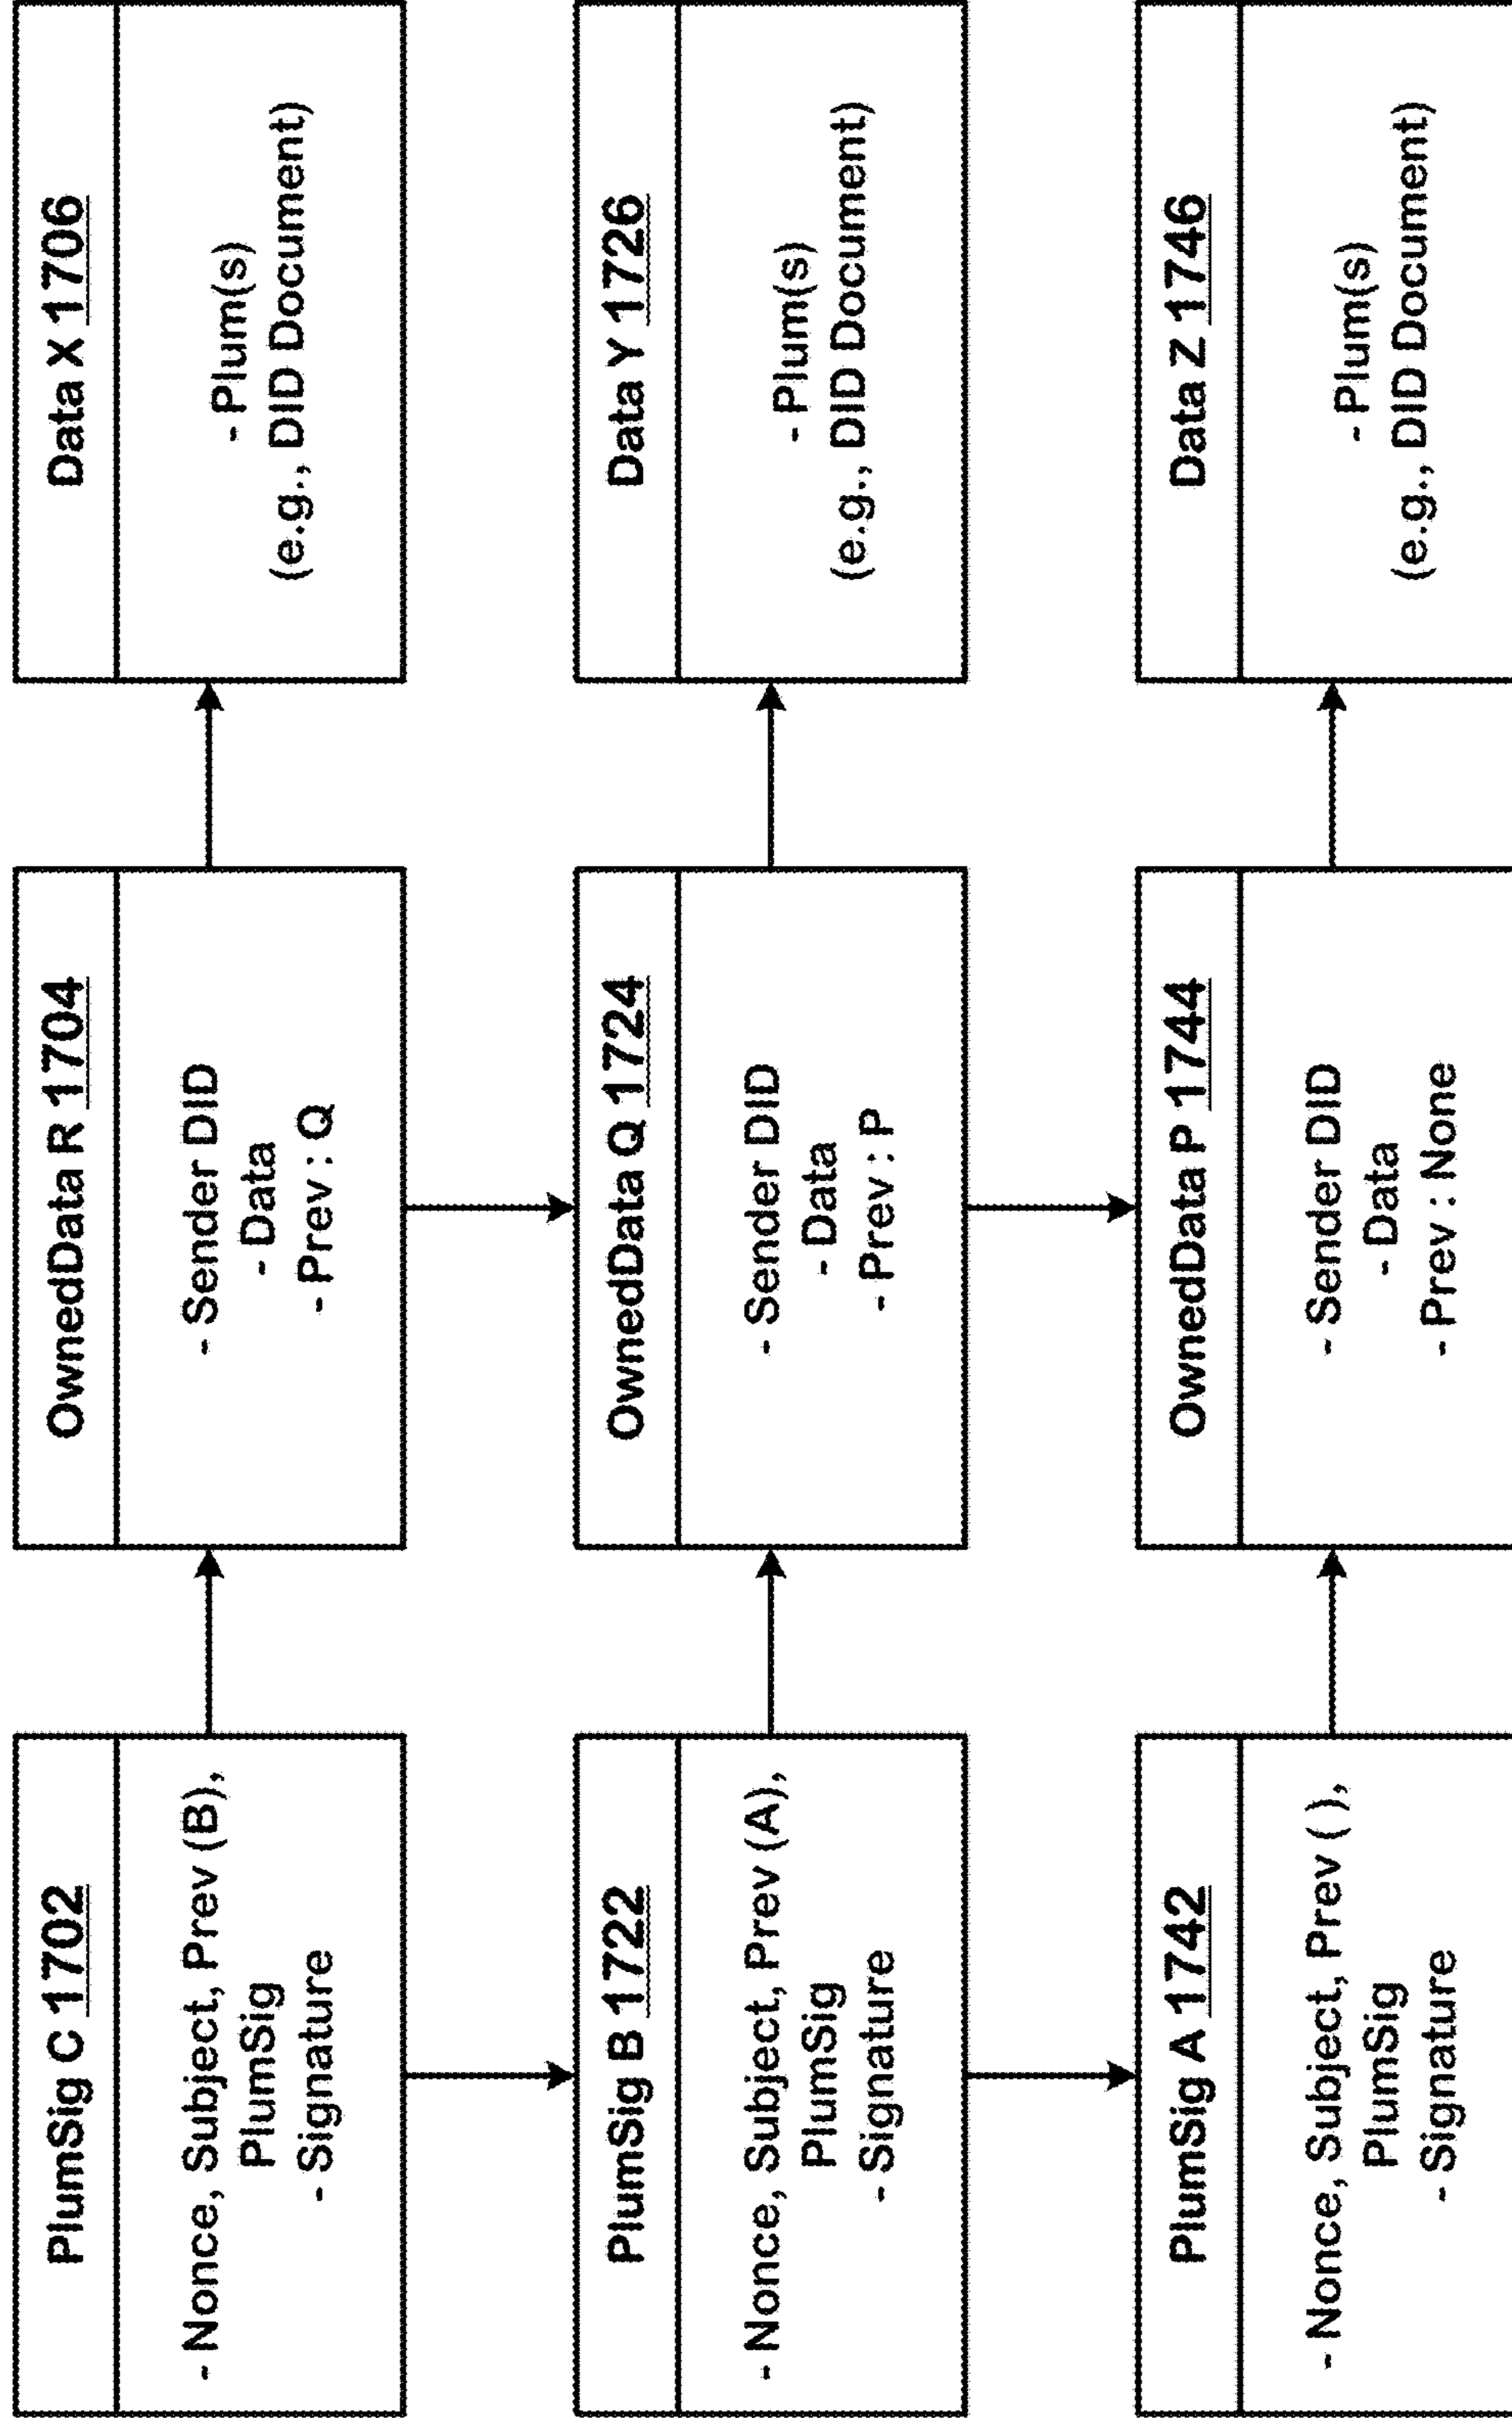 PlumSig C 1702
- Nonce, Subject, Prev (B),
PlumSig
- Signature
OwnedData R 1704
- Sender DID
- Data
- Prev : Q
Data X 1706
- Plum(s)
(e.g., DID Document)
PlumSig B 1722
- Nonce, Subject, Prev (A),
PlumSig
- Signature
OwnedData Q 1724
- Sender DID
- Data
- Prev : P
Data Y 1726
- Plum(s)
(e.g., DID Document)
PlumSig A 1742
- Nonce, Subject, Prev ( ),
PlumSig
- Signature
OwnedData P 1744
- Sender DID
- Data
- Prev : None
Data Z 1746
- Plum(s)
(e.g., DID Document)